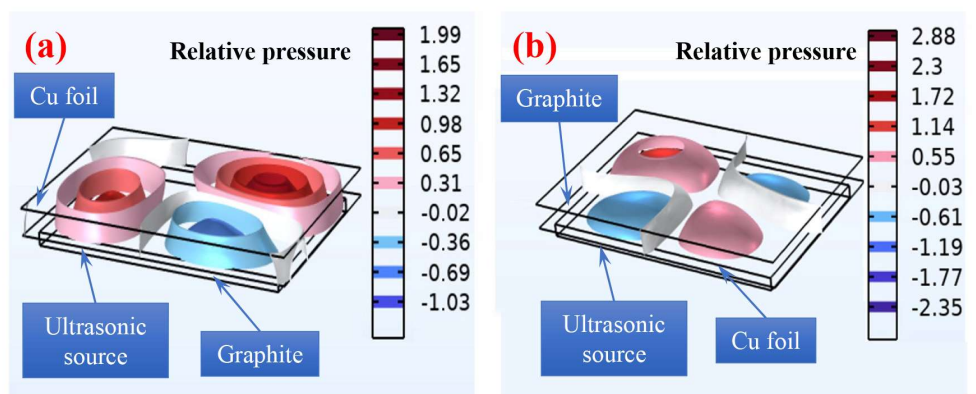 (a)
Relative pressure
Cu foil
1.99
1.65
1.32
0.98
0.65
0.31
-0.02
-0.36
-0.69
-1.03
Ultrasonic
source
Graphite
(b)
Relative pressure
Graphite
2.88
2.3
1.72
1.14
0.55
-0.03
-0.61
-1.19
-1.77
-2.35
Ultrasonic
source
Cu foil